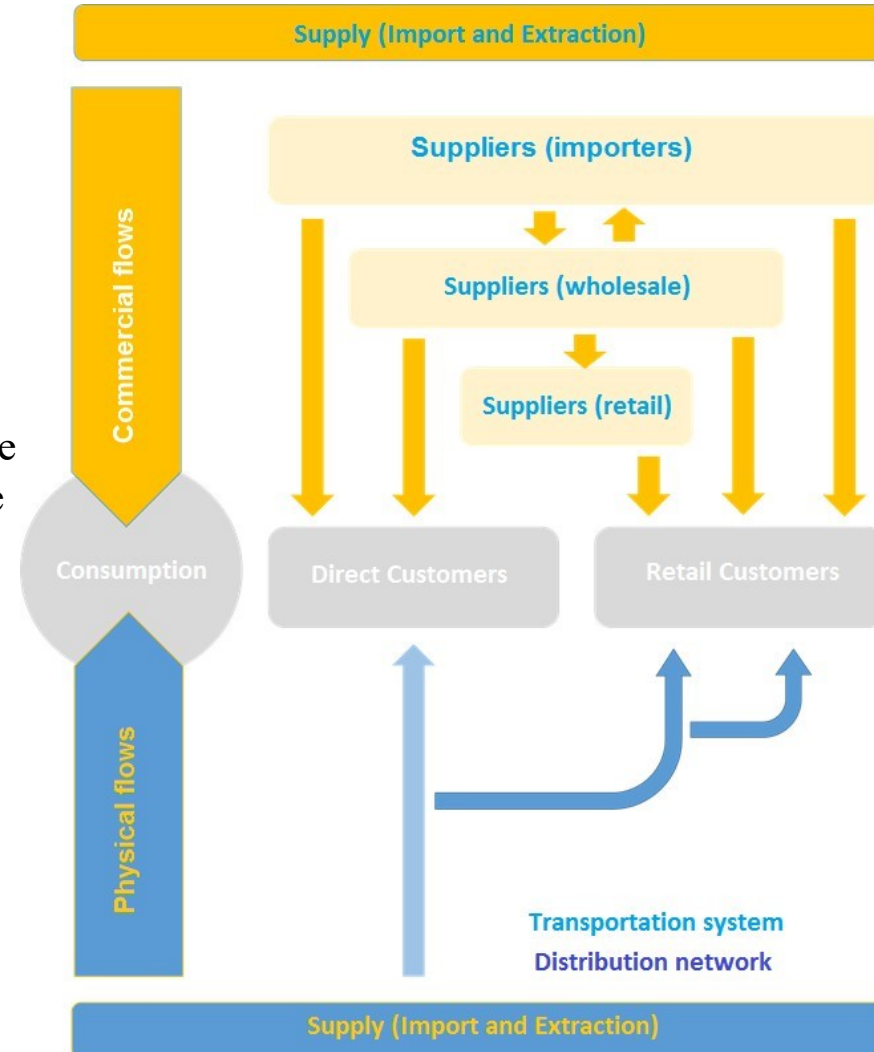 Supply (Import and Extraction)
Suppliers (importers)
Commercial flows
Suppliers (wholesale)
Suppliers (retail)
Consumption
Direct Customers
Retail Customers
Physical flows
Transportation system
Distribution network
Supply (Import and Extraction)